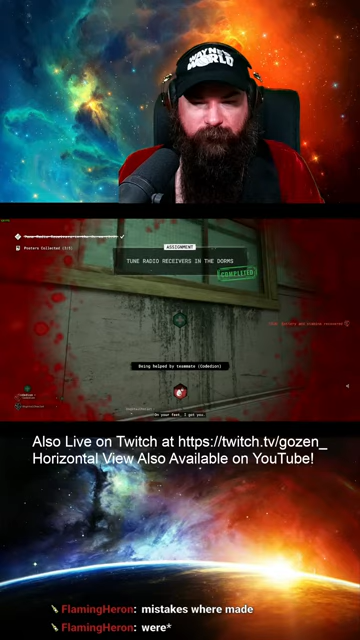 WAYNE'S
WORLD
Posters Collected (3/3)
ASSIGNMENT
TUNE RADIO RECEIVERS IN THE DORMS
COMPLETED
Being helped by teammate (Codedion)
On your feet, I got you.
Also Live on Twitch at https://twitch.tv/gozen_
Horizontal View Also Available on YouTube!
FlamingHeron: mistakes where made
FlamingHeron: were*